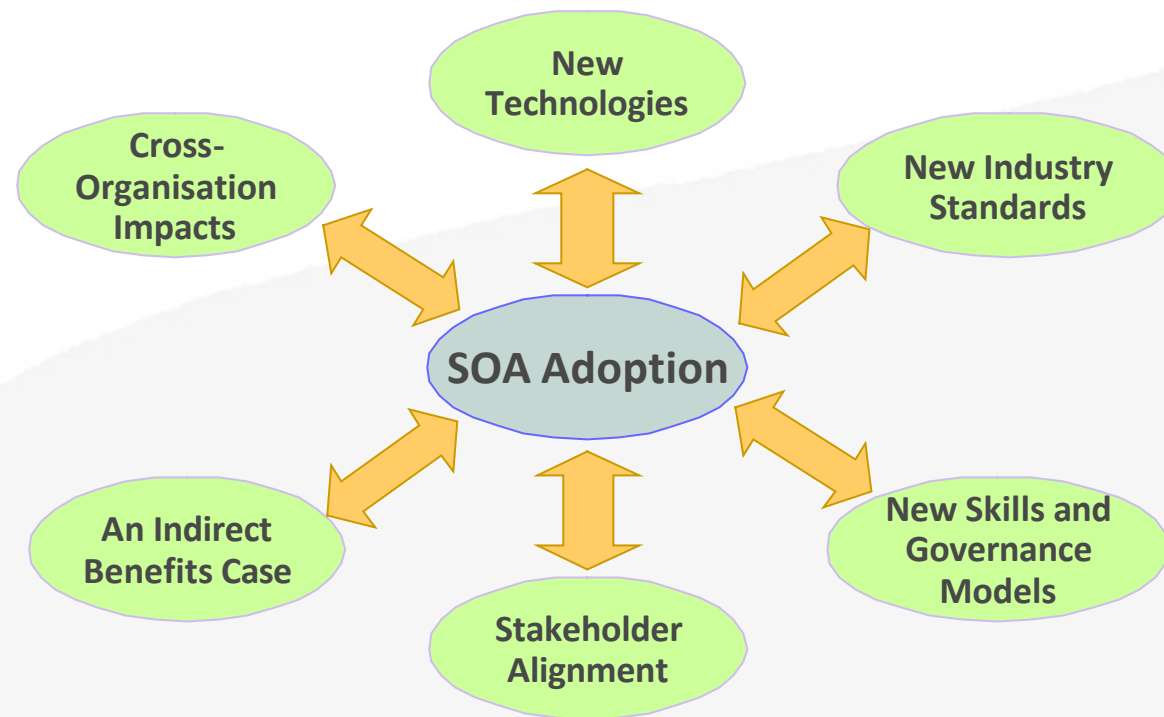 New
Technologies
Cross-
Organisation
Impacts
New Industry
Standards
SOA Adoption
An Indirect
Benefits Case
New Skills and
Governance
Models
Stakeholder
Alignment